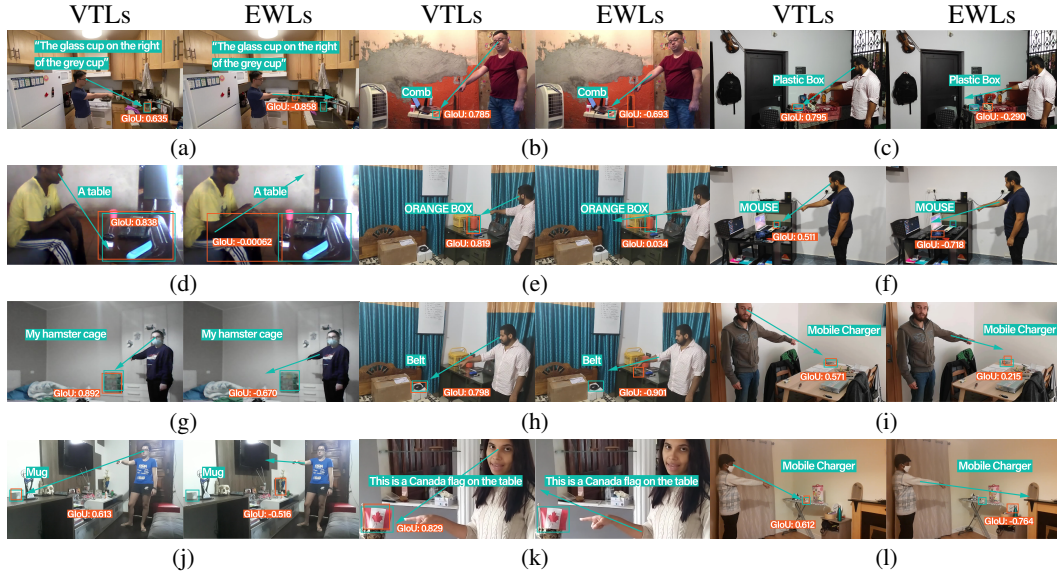 VTLs EWLs VTLs EWLs VTLs EWLs
"The glass cup on the right
of the grey cup"
GIoU: 0.635
"The glass cup on the right
of the grey cup"
GIoU: -0.858
Comb
GIoU: 0.785
Comb
GIoU: -0.693
Plastic Box
GIoU: 0.795
Plastic Box
GIoU: -0.290
(a) (b) (c)
A table
GIoU: 0.838
A table
GIoU: -0.00062
ORANGE BOX
GIoU: 0.819
ORANGE BOX
GIoU: 0.034
MOUSE
GIoU: 0.511
MOUSE
GIoU: -0.718
(d) (e) (f)
My hamster cage
GIoU: 0.892
My hamster cage
GIoU: -0.670
Belt
GIoU: 0.798
Belt
GIoU: -0.901
Mobile Charger
GIoU: 0.571
Mobile Charger
GIoU: 0.215
(g) (h) (i)
Mug
GIoU: 0.613
Mug
GIoU: -0.516
This is a Canada flag on the table
GIoU: 0.829
This is a Canada flag on the table
Mobile Charger
GIoU: 0.612
Mobile Charger
GIoU: -0.764
(j) (k) (l)